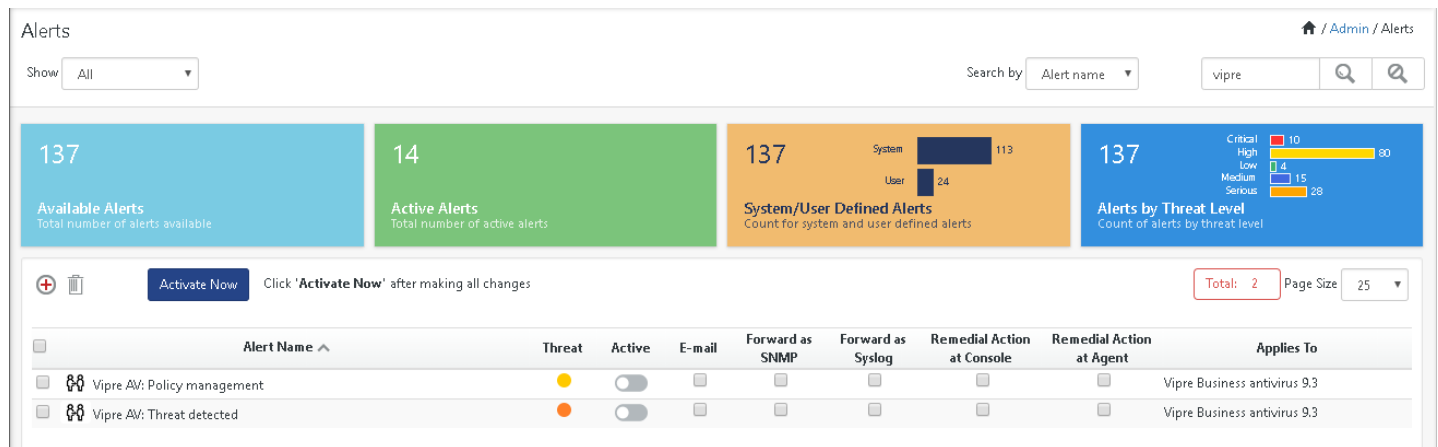 Alerts
/ Admin / Alerts
Show All
Search by Alert name vipre
137
Available Alerts
Total number of alerts available
14
Active Alerts
Total number of active alerts
137
System 113
User 24
System/User Defined Alerts
Count for system and user defined alerts
137
Critical 10
High 80
Low 4
Medium 15
Serious 28
Alerts by Threat Level
Count of alerts by threat level
Activate Now Click 'Activate Now' after making all changes
Total: 2 Page Size 25
Alert Name Threat Active E-mail Forward as SNMP Forward as Syslog Remedial Action at Console Remedial Action at Agent Applies To
Vipre AV: Policy management Vipre Business antivirus 9.3
Vipre AV: Threat detected Vipre Business antivirus 9.3